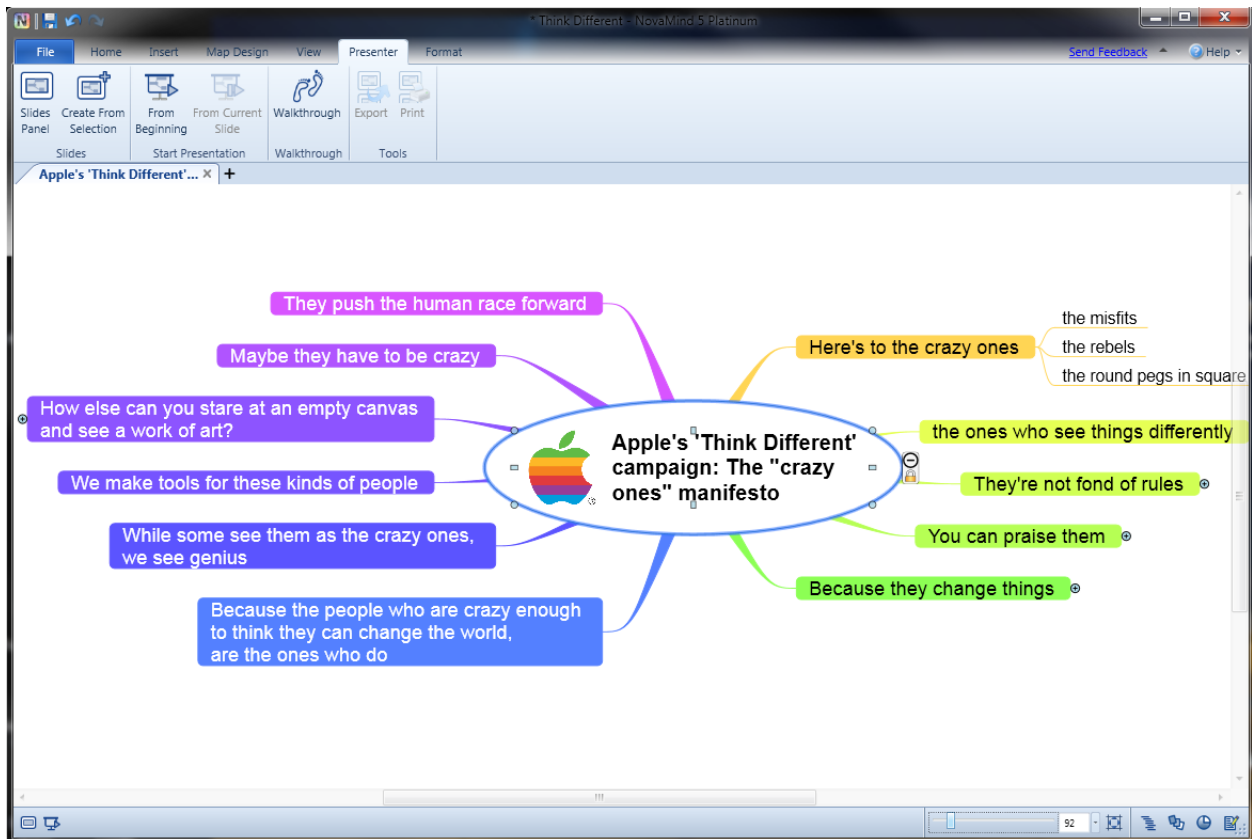 * Think Different - NovaMind 5 Platinum
File Home Insert Map Design View Presenter Format Send Feedback Help
Slides Panel
Create From Selection
From Beginning
From Current Slide
Walkthrough
Export
Print
Slides Start Presentation Walkthrough Tools
Apple's 'Think Different'...
They push the human race forward
Maybe they have to be crazy
How else can you stare at an empty canvas
and see a work of art?
We make tools for these kinds of people
While some see them as the crazy ones,
we see genius
Because the people who are crazy enough
to think they can change the world,
are the ones who do
Apple's 'Think Different'
campaign: The "crazy
ones" manifesto
Here's to the crazy ones
the misfits
the rebels
the round pegs in square
the ones who see things differently
They're not fond of rules
You can praise them
Because they change things
92